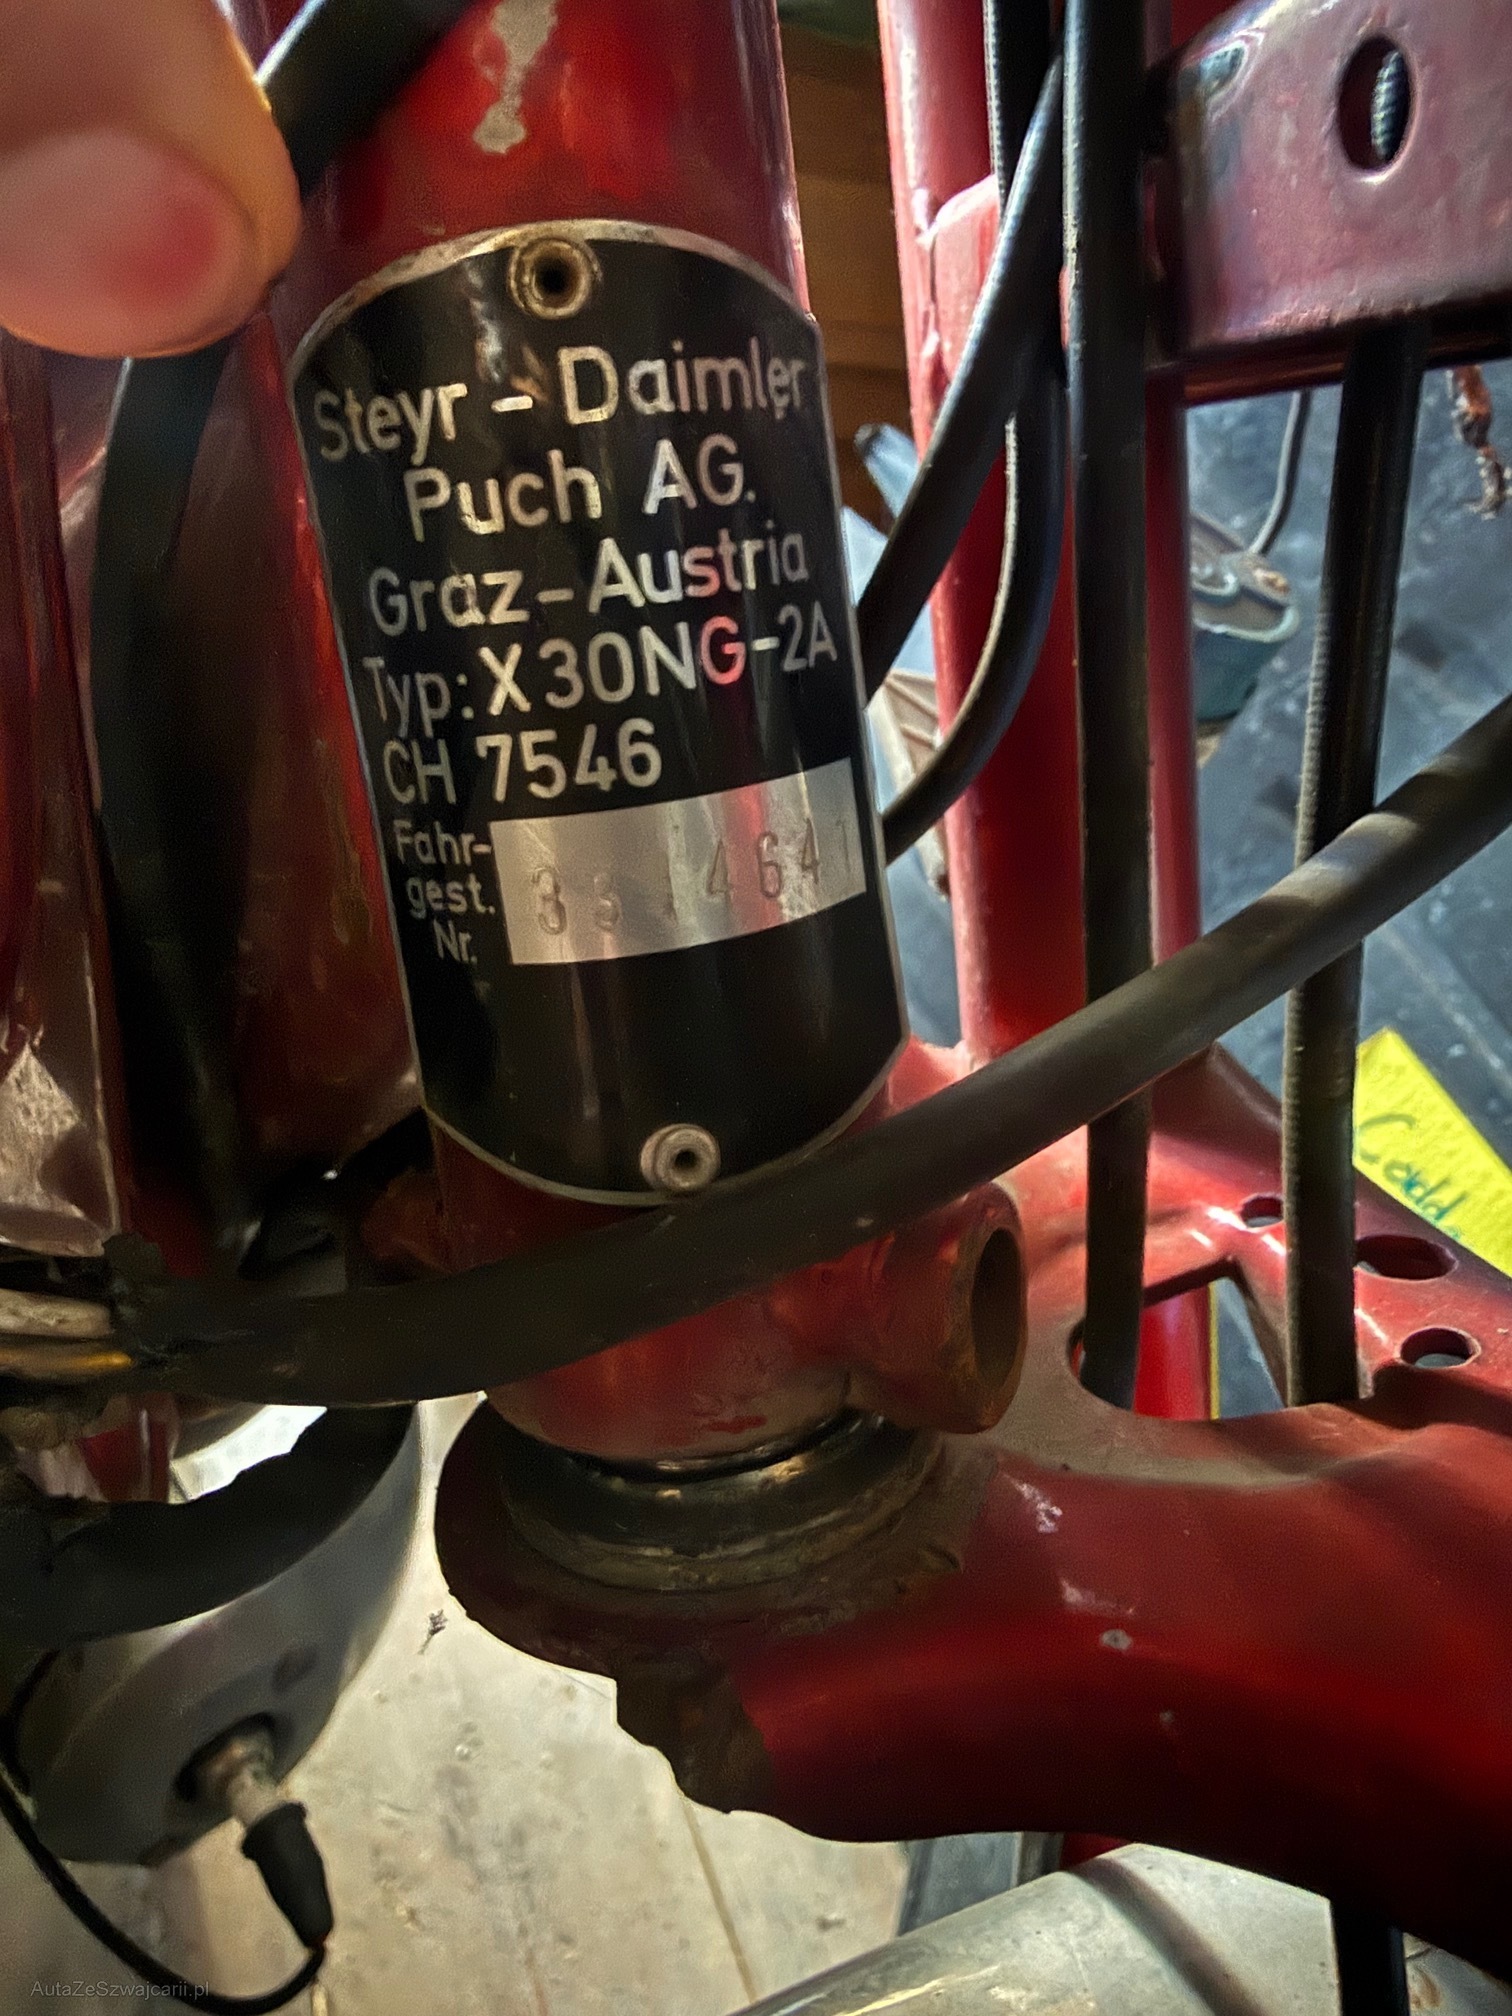 Steyr - Daimler
Puch AG.
Graz-Austria
Typ: X30NG-2A
CH 7546
Fahr-
gest.
Nr.
AutaZeSzwajcarii.pl